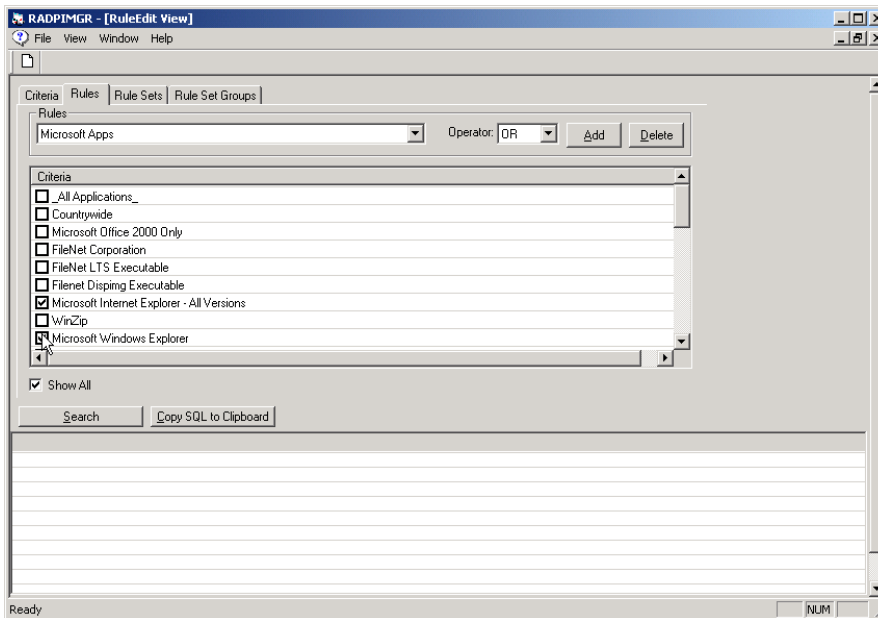 RADPIMGR - [RuleEdit View]
File View Window Help
Criteria Rules Rule Sets Rule Set Groups
Rules
Microsoft Apps Operator: OR Add Delete
Criteria
_All Applications_
Countrywide
Microsoft Office 2000 Only
FileNet Corporation
FileNet LTS Executable
Filenet Dispimg Executable
Microsoft Internet Explorer - All Versions
WinZip
Microsoft Windows Explorer
Show All
Search Copy SQL to Clipboard
Ready NUM